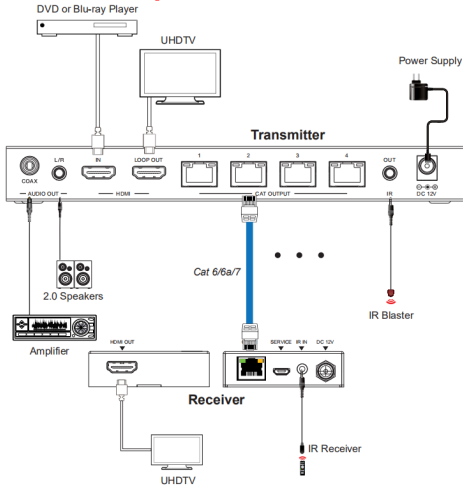 DVD or Blu-ray Player
UHDTV
Power Supply
Transmitter
L/R
IN
LOOP OUT
1
2
3
4
OUT
COAX
AUDIO OUT
HDMI
CAT OUTPUT
IR
DC 12V
Cat 6/6a/7
2.0 Speakers
IR Blaster
Amplifier
HDMI OUT
SERVICE
IR IN
DC 12V
Receiver
IR Receiver
UHDTV